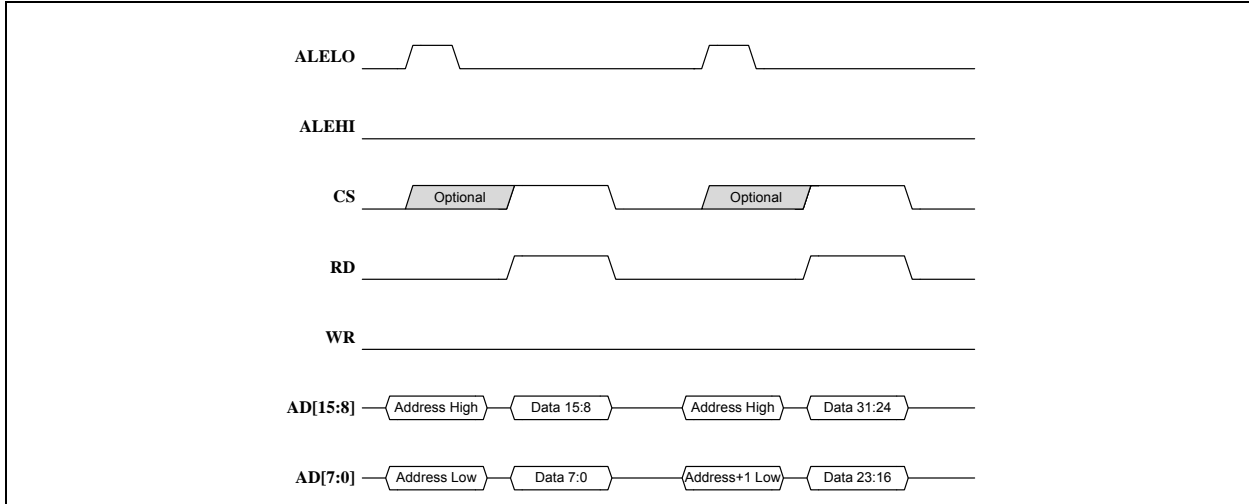 ALELO
ALEHI
CS Optional Optional
RD
WR
AD[15:8] Address High Data 15:8 Address High Data 31:24
AD[7:0] Address Low Data 7:0 Address+1 Low Data 23:16